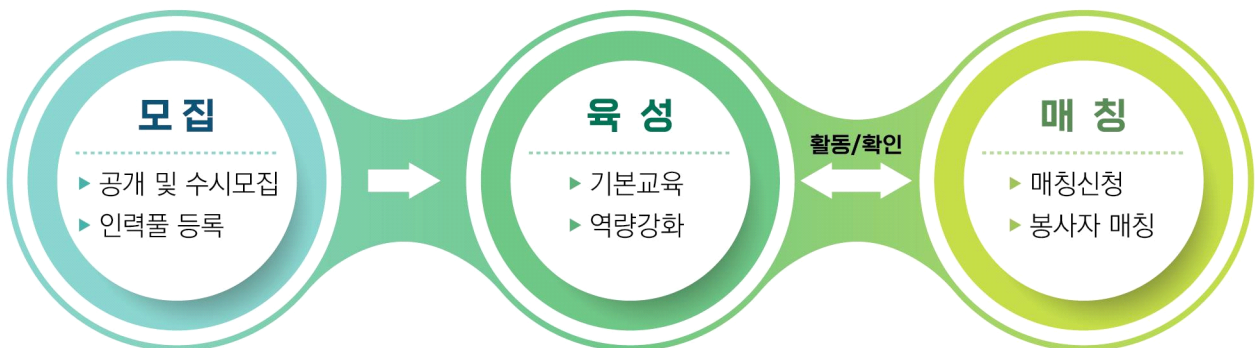 모집
▶ 공개 및 수시모집
▶ 인력풀 등록
육 성
▶ 기본교육
▶ 역량강화
활동/확인
매 칭
▶ 매칭신청
▶ 봉사자 매칭